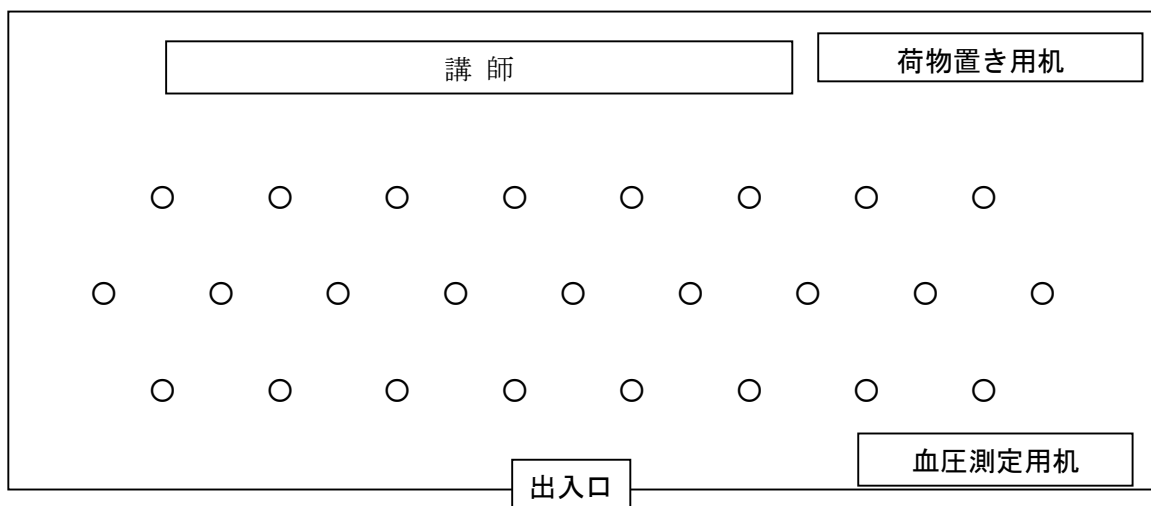 講 師
荷物置き用机
血圧測定用机
出入口